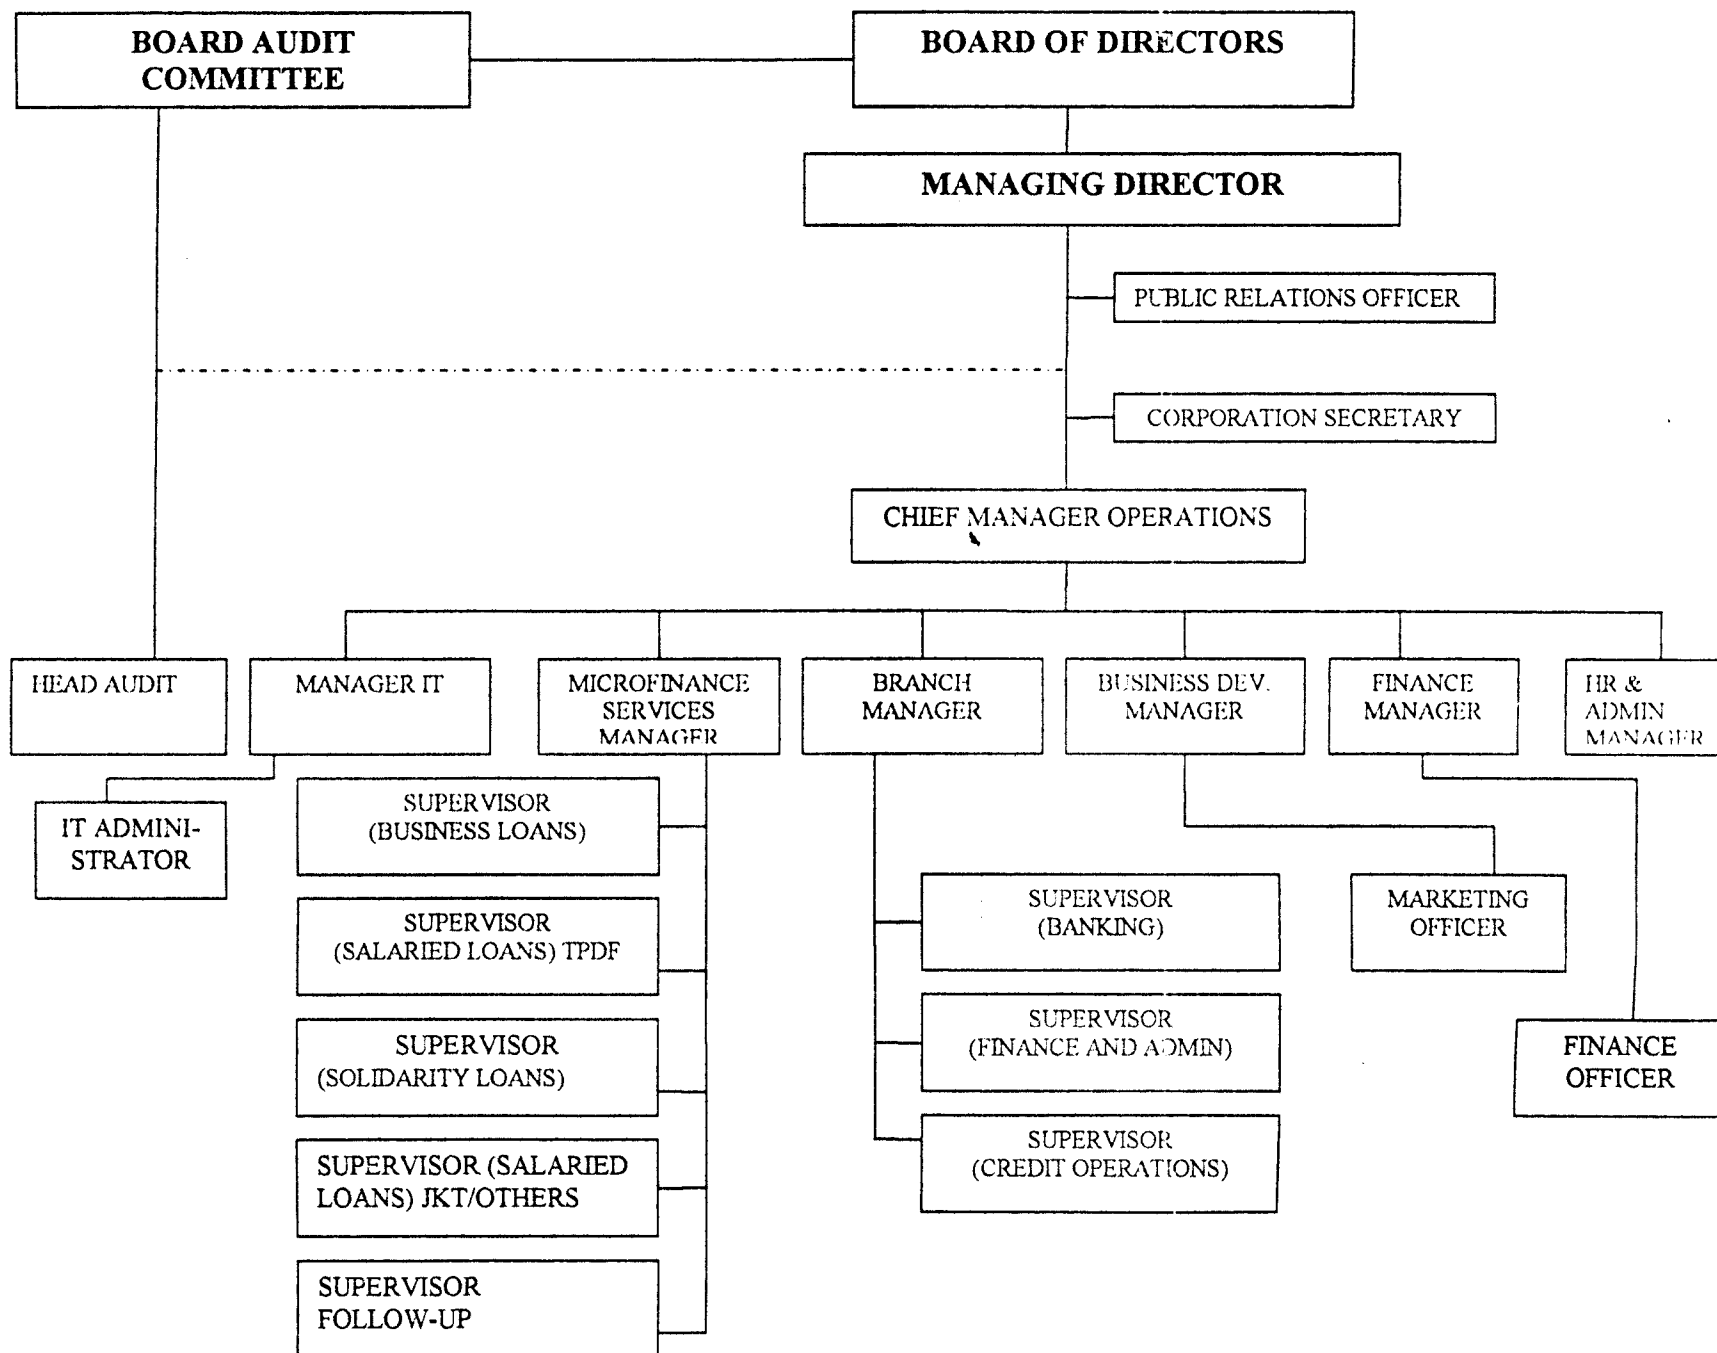 BOARD AUDIT
COMMITTEE
BOARD OF DIRECTORS
MANAGING DIRECTOR
PUBLIC RELATIONS OFFICER
CORPORATION SECRETARY
CHIEF MANAGER OPERATIONS
HEAD AUDIT
MANAGER IT
MICROFINANCE
SERVICES
MANAGER
BRANCH
MANAGER
BUSINESS DEV.
MANAGER
FINANCE
MANAGER
HR &
ADMIN
MANAGER
IT ADMINI-
STRATOR
SUPERVISOR
(BUSINESS LOANS)
SUPERVISOR
(SALARIED LOANS) TPDF
SUPERVISOR
(SOLIDARITY LOANS)
SUPERVISOR (SALARIED
LOANS) JKT/OTHERS
SUPERVISOR
FOLLOW-UP
SUPERVISOR
(BANKING)
SUPERVISOR
(FINANCE AND ADMIN)
SUPERVISOR
(CREDIT OPERATIONS)
MARKETING
OFFICER
FINANCE
OFFICER